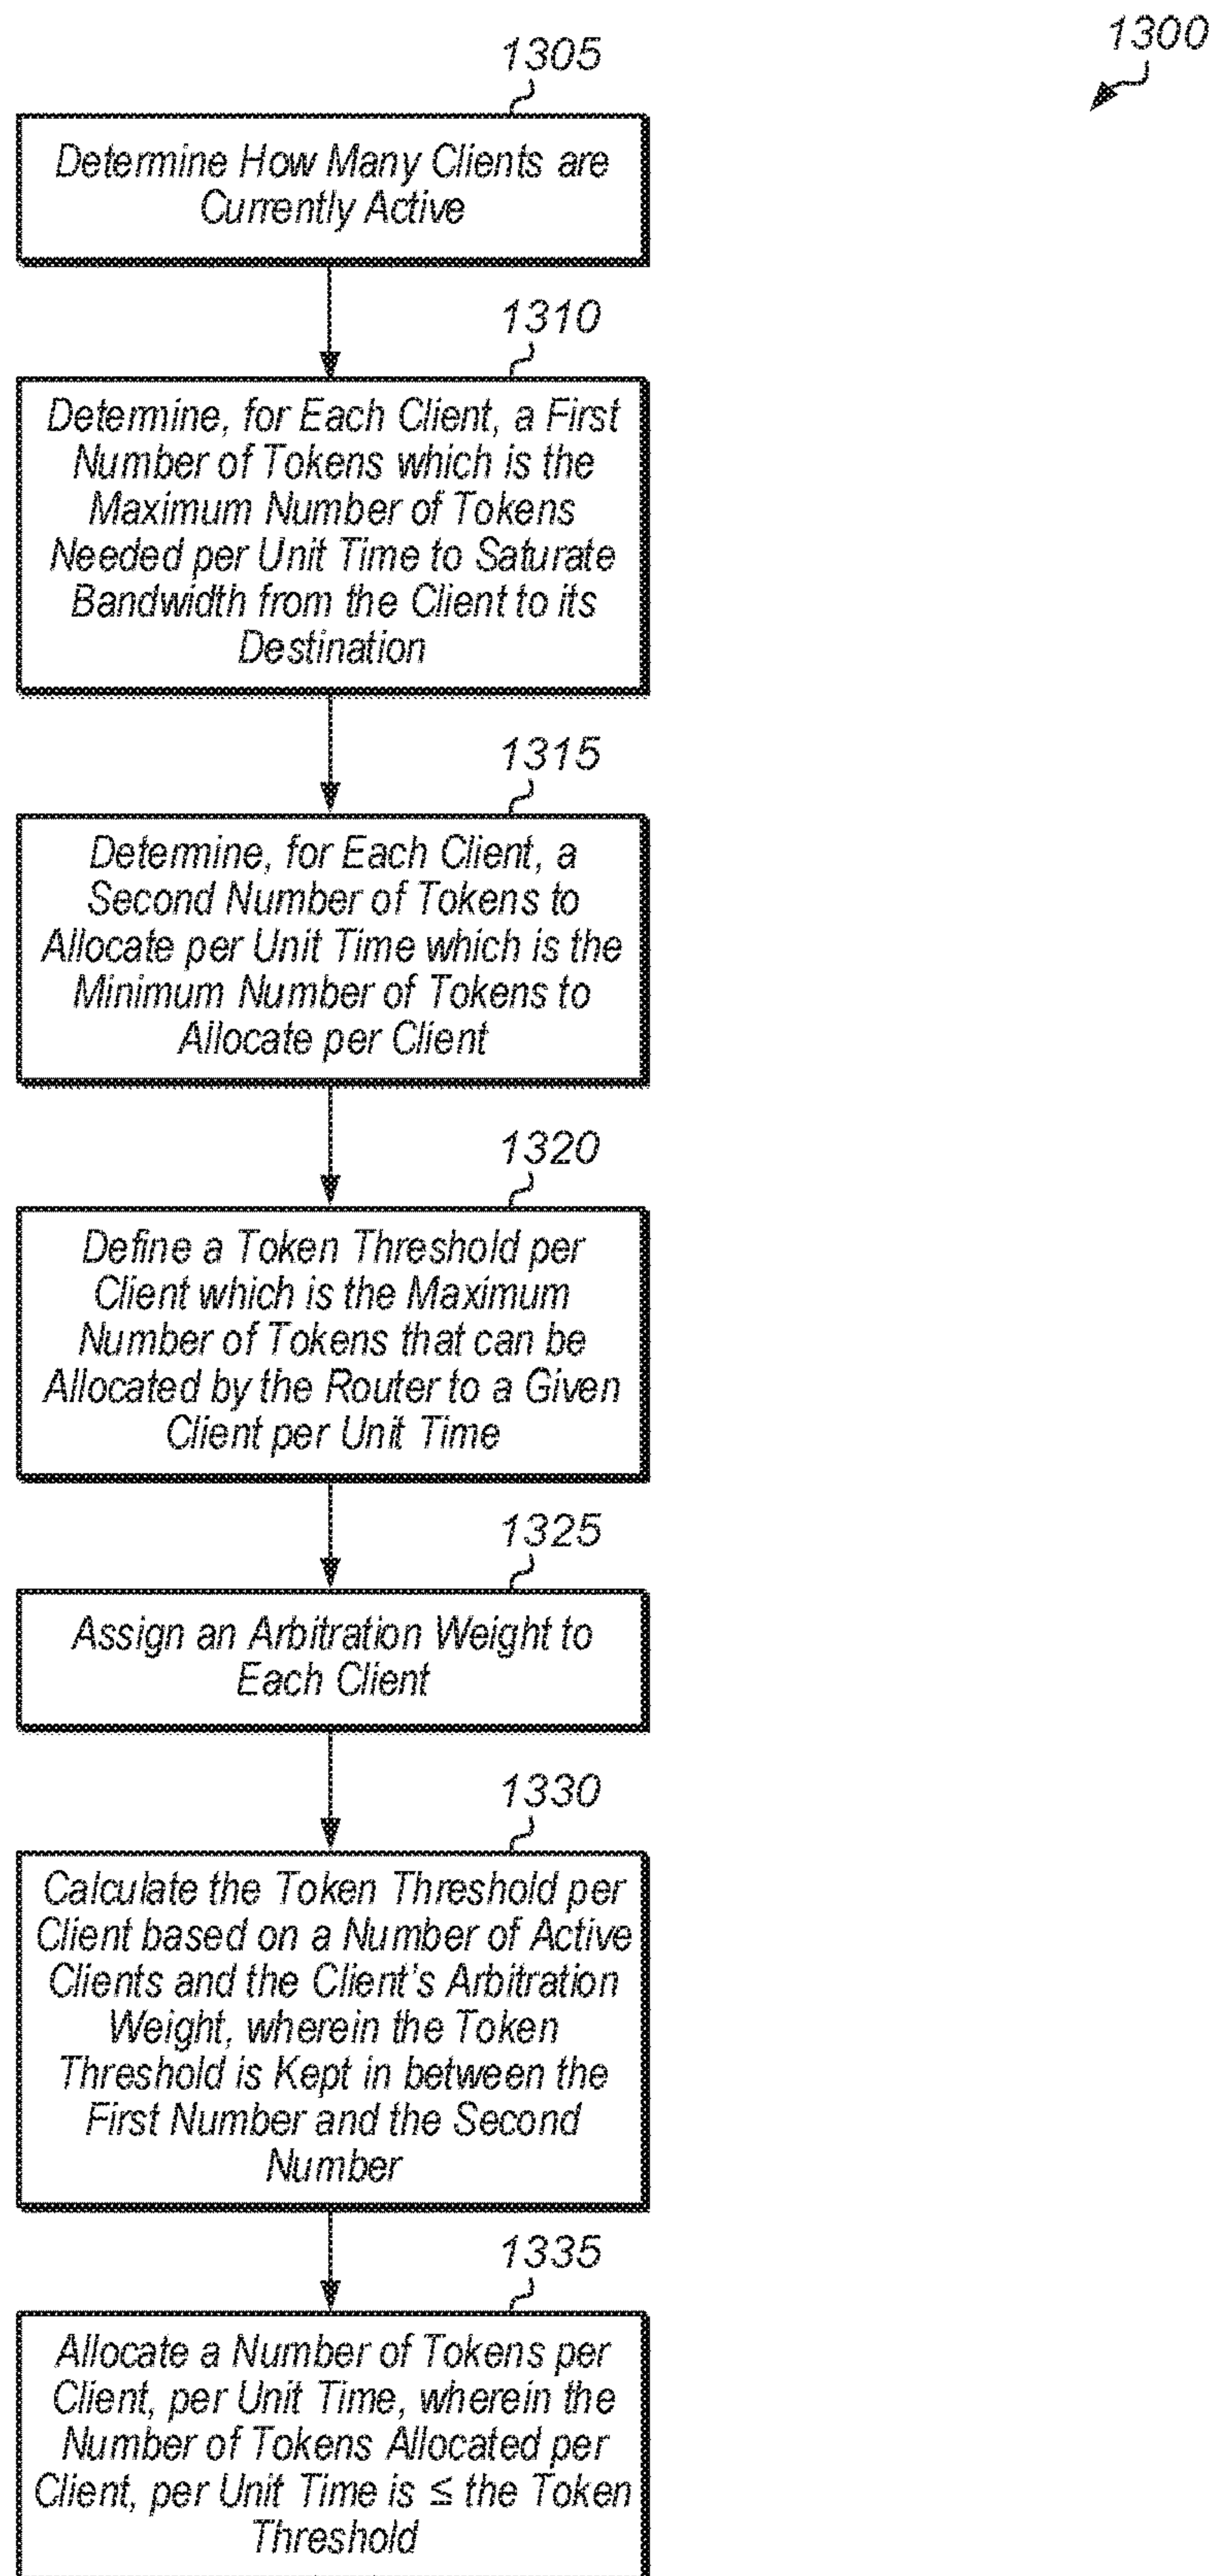 1300
1305
Determine How Many Clients are
Currently Active
1310
Determine, for Each Client, a First
Number of Tokens which is the
Maximum Number of Tokens
Needed per Unit Time to Saturate
Bandwidth from the Client to its
Destination
1315
Determine, for Each Client, a
Second Number of Tokens to
Allocate per Unit Time which is the
Minimum Number of Tokens to
Allocate per Client
1320
Define a Token Threshold per
Client which is the Maximum
Number of Tokens that can be
Allocated by the Router to a Given
Client per Unit Time
1325
Assign an Arbitration Weight to
Each Client
1330
Calculate the Token Threshold per
Client based on a Number of Active
Clients and the Client's Arbitration
Weight, wherein the Token
Threshold is Kept in between the
First Number and the Second
Number
1335
Allocate a Number of Tokens per
Client, per Unit Time, wherein the
Number of Tokens Allocated per
Client, per Unit Time is ≤ the Token
Threshold